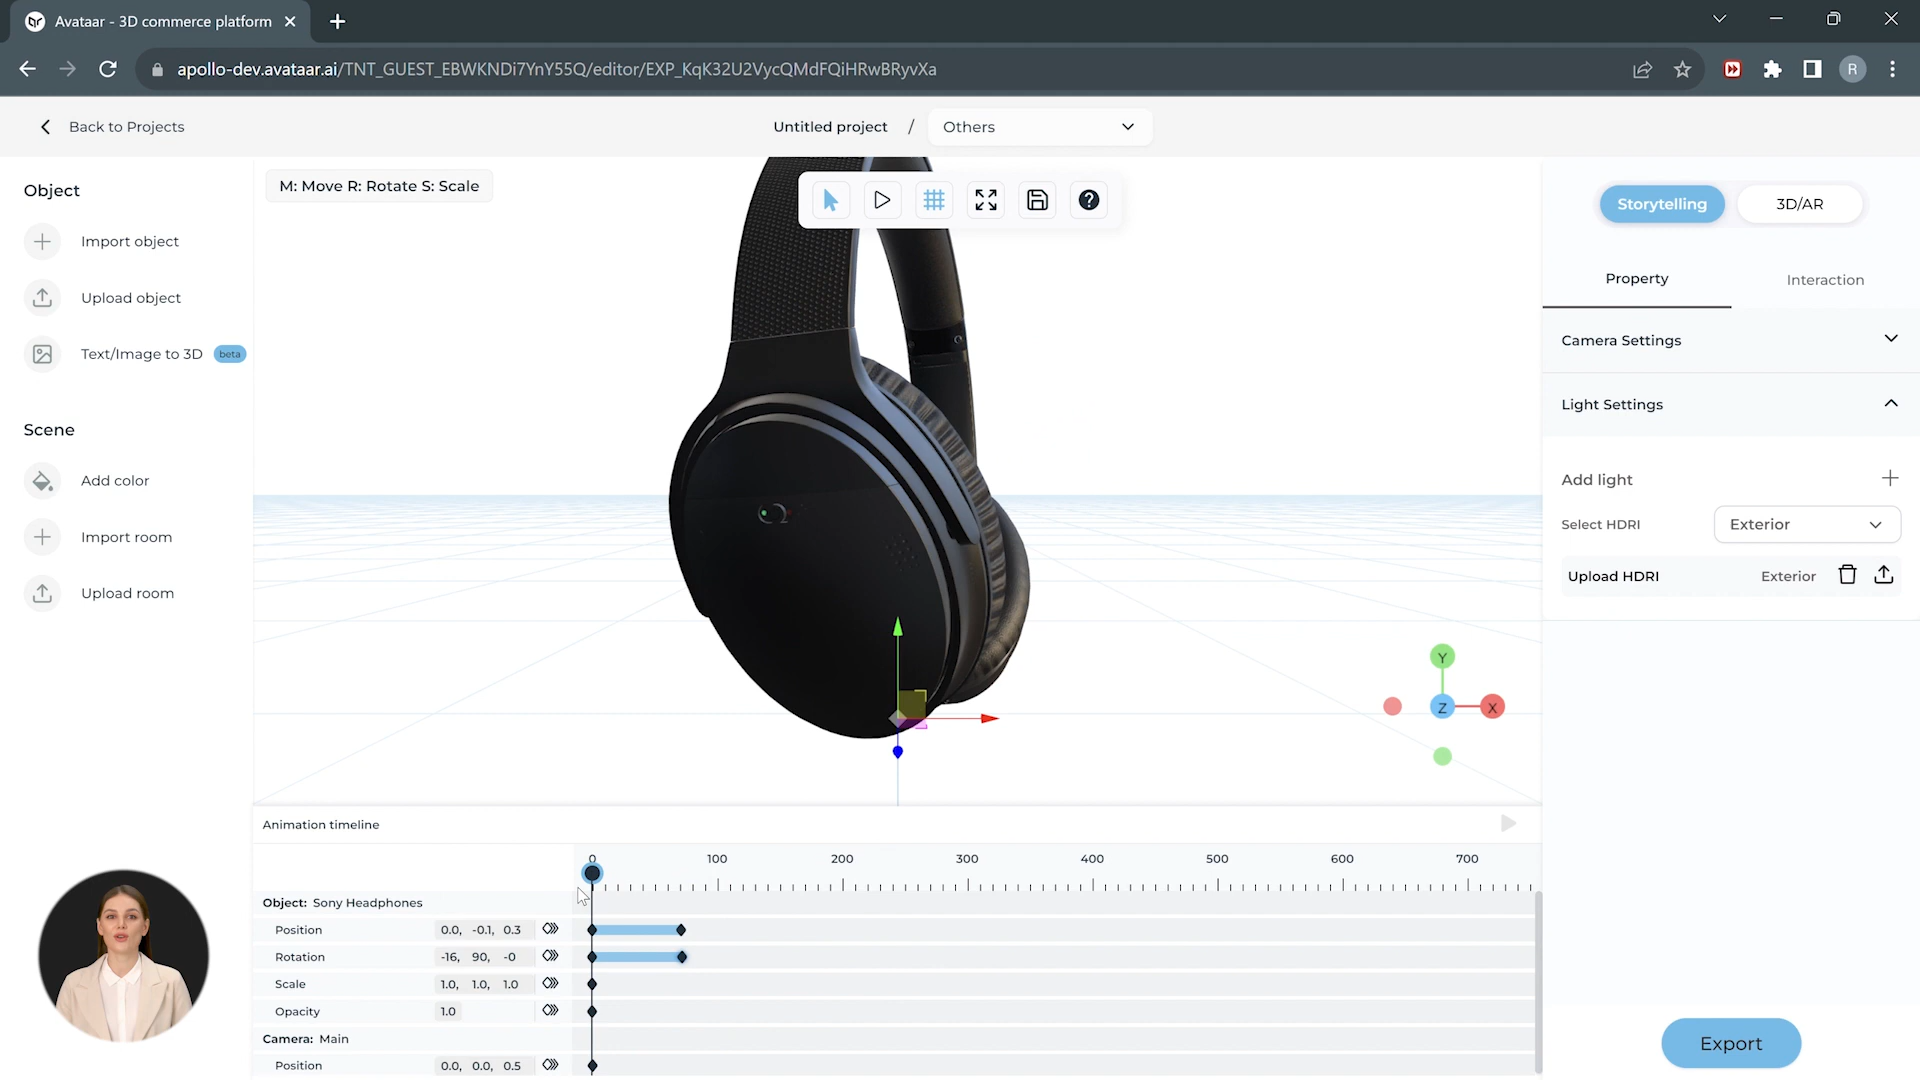 Avataar - 3D commerce platform
apollo-dev.avataar.ai/TNT_GUEST_EBWKNDi7YnY55Q/editor/EXP_KqK32U2VycQMdFQiHRwBRyvXa
R
Back to Projects
Untitled project / Others
Object
M: Move R: Rotate S: Scale
Import object
Upload object
Text/Image to 3D beta
Scene
Add color
Import room
Upload room
Storytelling 3D/AR
Property Interaction
Camera Settings
Light Settings
Add light
Select HDRI Exterior
Upload HDRI Exterior
Y
Z X
Animation timeline
0 100 200 300 400 500 600 700
Object: Sony Headphones
Position 0.0, -0.1, 0.3
Rotation -16, 90, -0
Scale 1.0, 1.0, 1.0
Opacity 1.0
Camera: Main
Position 0.0, 0.0, 0.5
Export